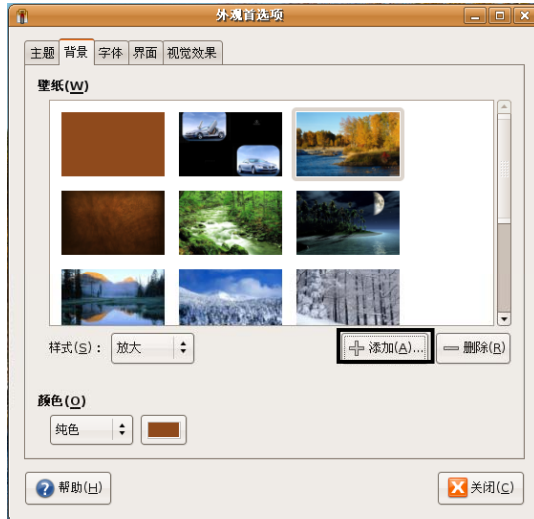 外观首选项
主题 背景 字体 界面 视觉效果
壁纸(W)
样式(S)： 放大 添加(A)... 删除(R)
颜色(O)
纯色
帮助(H) 关闭(C)